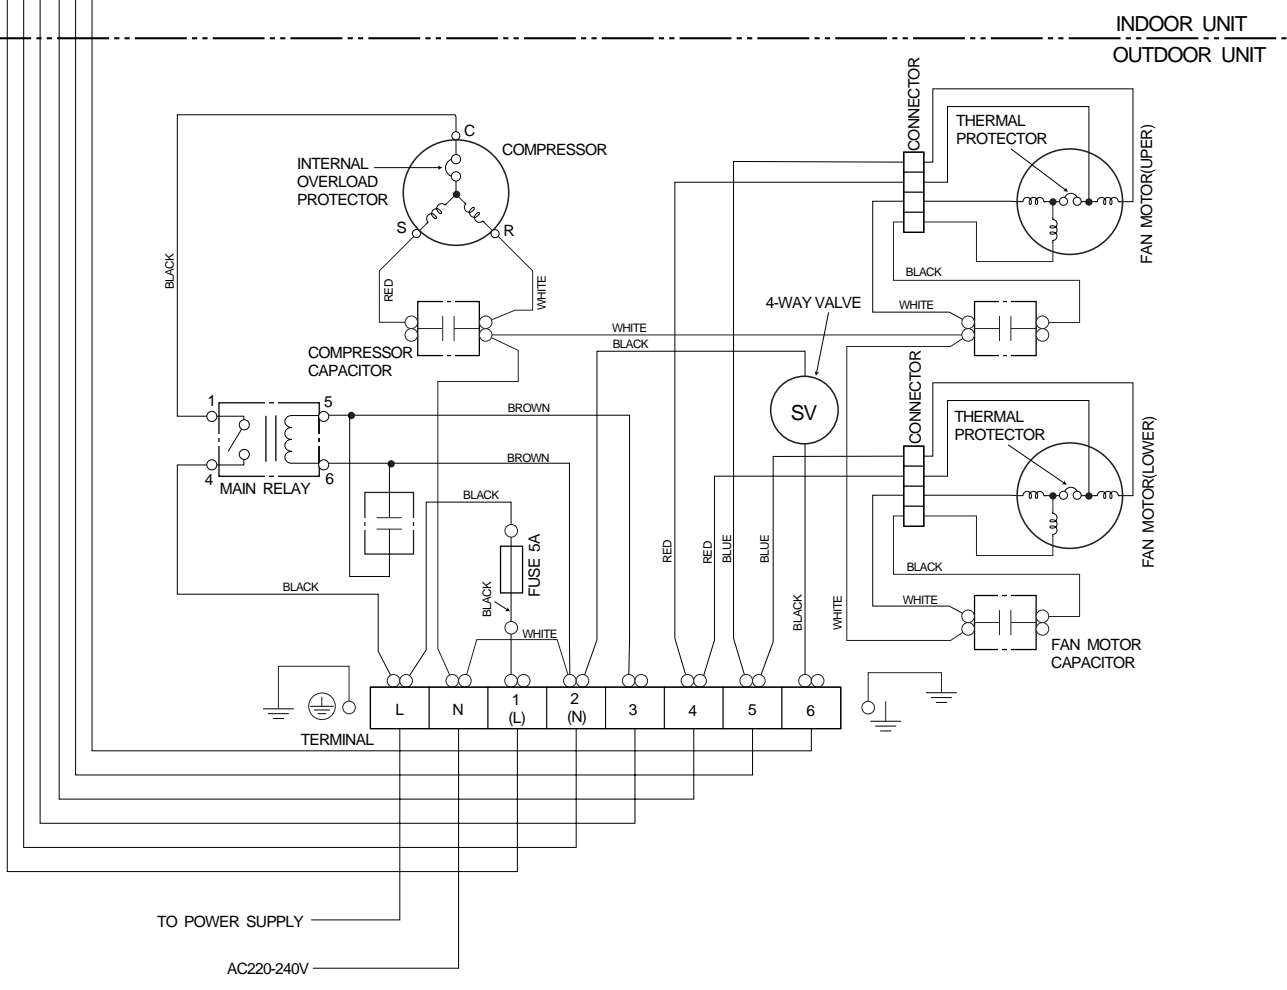 INDOOR UNIT
OUTDOOR UNIT
CONNECTOR
THERMAL
PROTECTOR
FAN MOTOR(UPER)
C
COMPRESSOR
INTERNAL
OVERLOAD
PROTECTOR
S
R
BLACK
RED
WHITE
BLACK
WHITE
4-WAY VALVE
WHITE
BLACK
COMPRESSOR
CAPACITOR
CONNECTOR
1
5
BROWN
SV
THERMAL
PROTECTOR
FAN MOTOR(LOWER)
4
6
BROWN
MAIN RELAY
BLACK
FUSE 5A
RED
RED
BLUE
BLUE
BLACK
BLACK
BLACK
WHITE
BLACK
WHITE
WHITE
FAN MOTOR
CAPACITOR
L
N
1
(L)
2
(N)
3
4
5
6
TERMINAL
TO POWER SUPPLY
AC220-240V